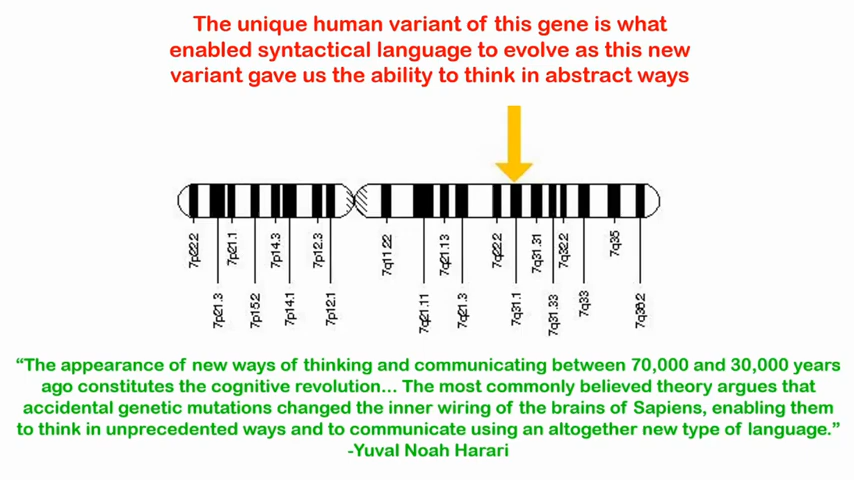 The unique human variant of this gene is what
enabled syntactical language to evolve as this new
variant gave us the ability to think in abstract ways
7p22.2
7p21.3
7p21.1
7p15.2
7p14.3
7p14.1
7p12.3
7p12.1
7q11.22
7q21.11
7q21.13
7q21.3
7q22.2
7q31.1
7q31.31
7q31.33
7q32.2
7q33
7q35
7q36.2
“The appearance of new ways of thinking and communicating between 70,000 and 30,000 years
ago constitutes the cognitive revolution... The most commonly believed theory argues that
accidental genetic mutations changed the inner wiring of the brains of Sapiens, enabling them
to think in unprecedented ways and to communicate using an altogether new type of language.”
-Yuval Noah Harari